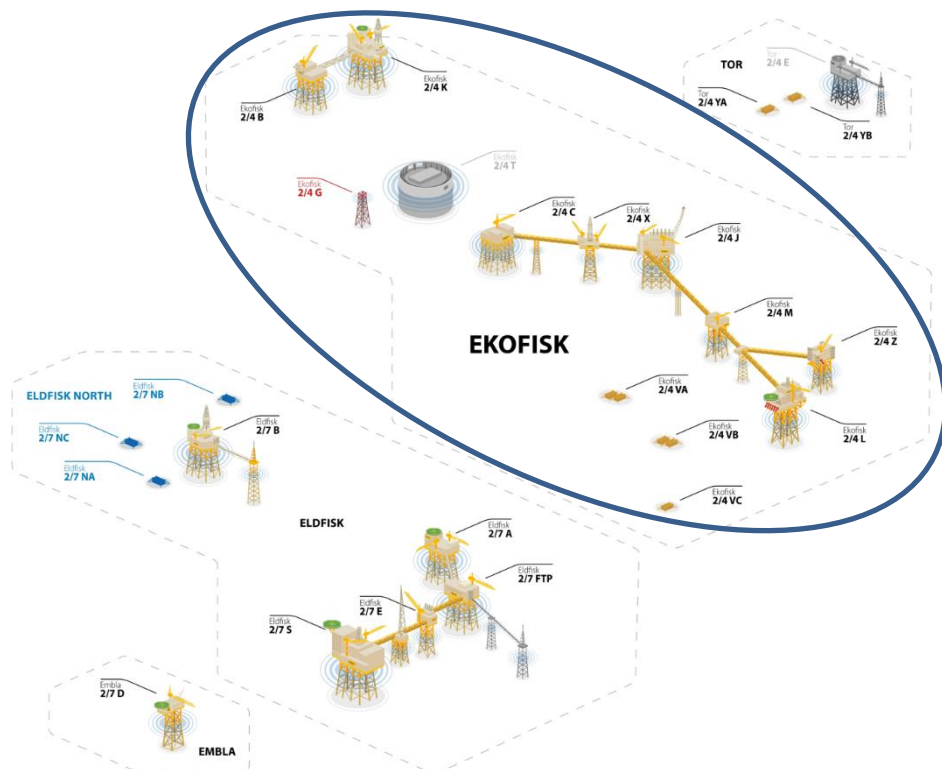 Ekofisk
2/4 K
Ekofisk
2/4 B
TOR
Tor
2/4 E
Tor
2/4 YA
Tor
2/4 YB
Ekofisk
2/4 G
Ekofisk
2/4 T
Ekofisk
2/4 C
Ekofisk
2/4 X
Ekofisk
2/4 J
Ekofisk
2/4 M
EKOFISK
Ekofisk
2/4 Z
Ekofisk
2/4 VA
Ekofisk
2/4 VB
Ekofisk
2/4 L
Ekofisk
2/4 VC
ELDFISK NORTH
Eldfisk
2/7 NB
Eldfisk
2/7 B
Eldfisk
2/7 NC
Eldfisk
2/7 NA
ELDFISK
Eldfisk
2/7 A
Eldfisk
2/7 FTP
Eldfisk
2/7 E
Eldfisk
2/7 S
Embla
2/7 D
EMBLA